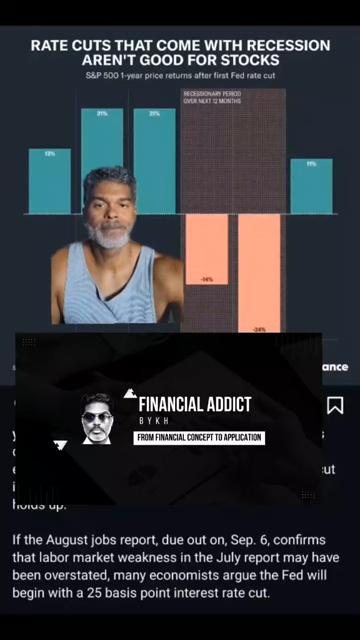 RATE CUTS THAT COME WITH RECESSION
AREN'T GOOD FOR STOCKS
S&P 500 1-year price returns after first Fed rate cut
RECESSIONARY PERIOD
OVER NEXT 12 MONTHS
21%
21%
13%
11%
-14%
-24%
FINANCIAL ADDICT
BYKH
FROM FINANCIAL CONCEPT TO APPLICATION
cut
holds up.
If the August jobs report, due out on, Sep. 6, confirms
that labor market weakness in the July report may have
been overstated, many economists argue the Fed will
begin with a 25 basis point interest rate cut.